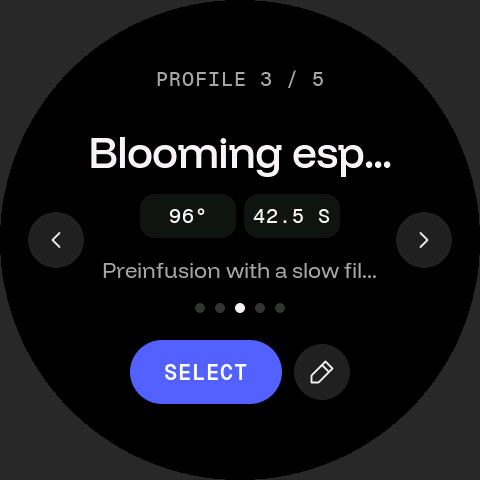 PROFILE 3 / 5
Blooming esp...
96° 42.5 S
Preinfusion with a slow fil...
SELECT